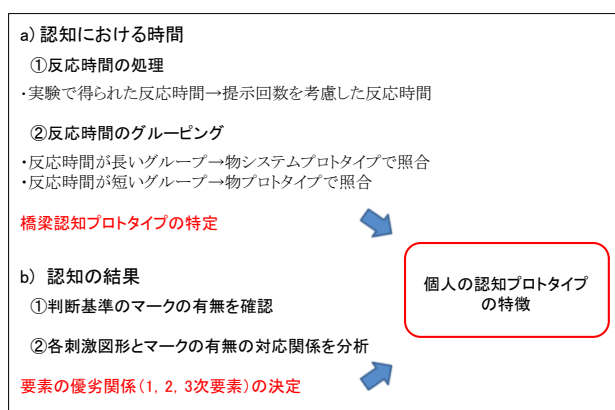 a) 認知における時間
①反応時間の処理
・実験で得られた反応時間→提示回数を考慮した反応時間
②反応時間のグルーピング
・反応時間が長いグループ→物システムプロトタイプで照合
・反応時間が短いグループ→物プロトタイプで照合
橋梁認知プロトタイプの特定
b) 認知の結果
①判断基準のマークの有無を確認
②各刺激図形とマークの有無の対応関係を分析
要素の優劣関係(1, 2, 3次要素)の決定
個人の認知プロトタイプ
の特徴